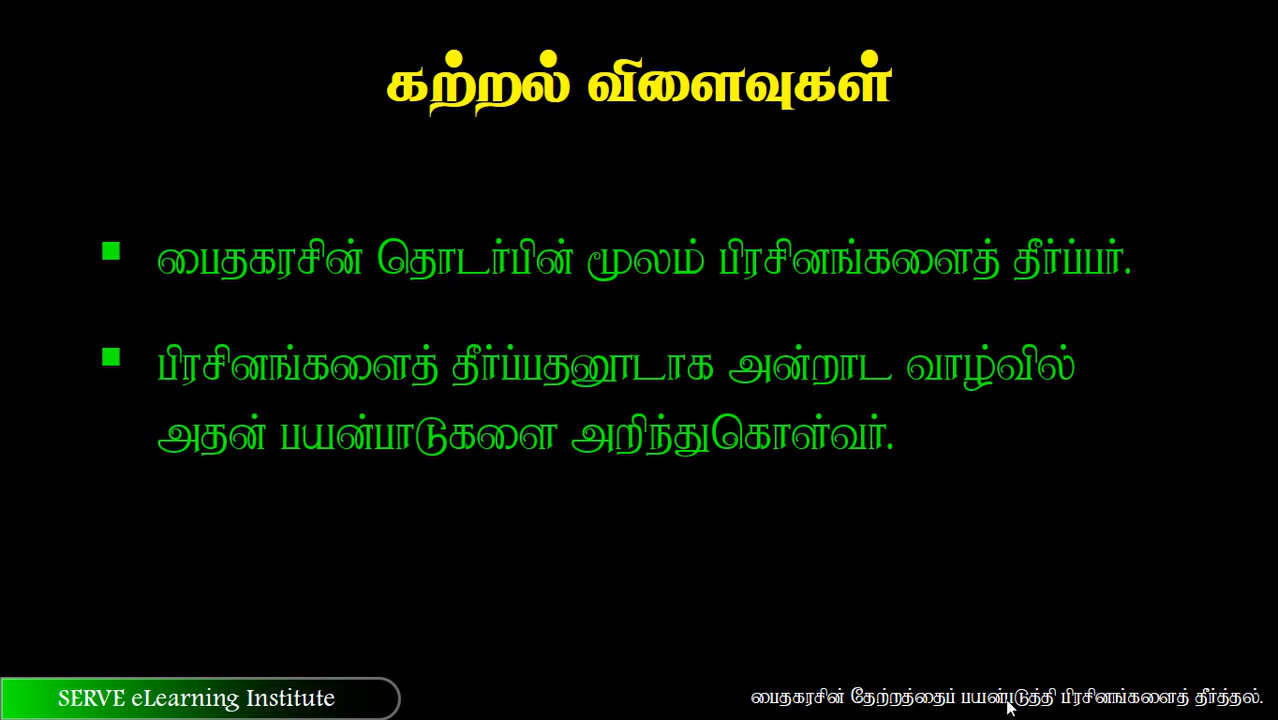 கற்றல் விளைவுகள்
▪ பைதகரசின் தொடர்பின் மூலம் பிரசினங்களைத் தீர்ப்பர்.
▪ பிரசினங்களைத் தீர்ப்பதனூடாக அன்றாட வாழ்வில்
அதன் பயன்பாடுகளை அறிந்துகொள்வர்.
SERVE eLearning Institute
பைதகரசின் தேற்றத்தைப் பயன்படுத்தி பிரசினங்களைத் தீர்த்தல்.